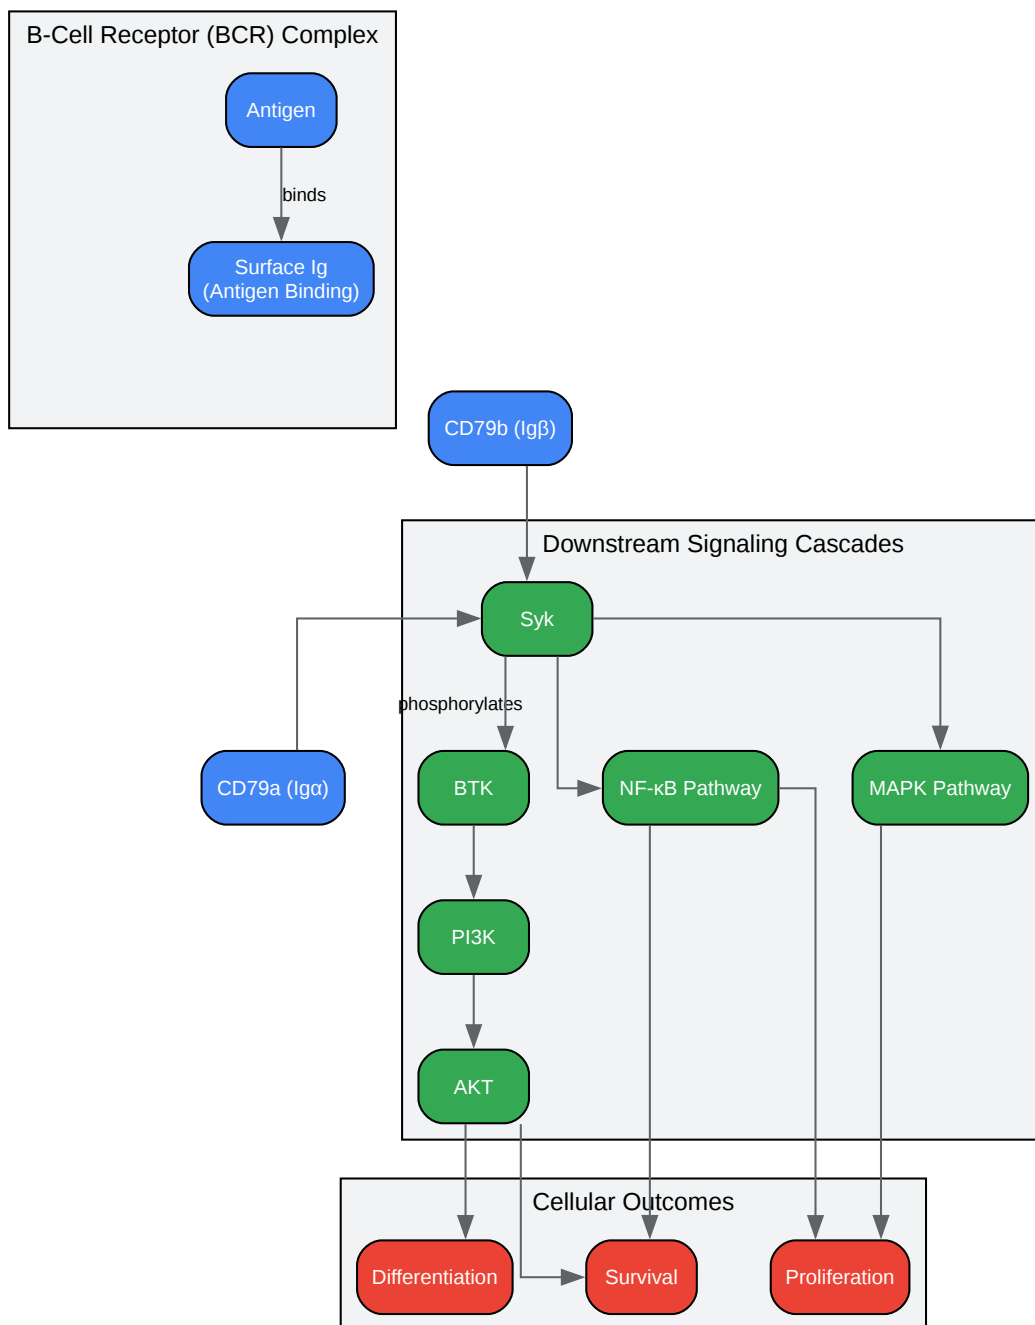 B-Cell Receptor (BCR) Complex
Antigen
binds
Surface Ig
(Antigen Binding)
CD79b (Igβ)
Downstream Signaling Cascades
Syk
phosphorylates
CD79a (Igα)
BTK
NF-κB Pathway
MAPK Pathway
PI3K
AKT
Cellular Outcomes
Differentiation
Survival
Proliferation